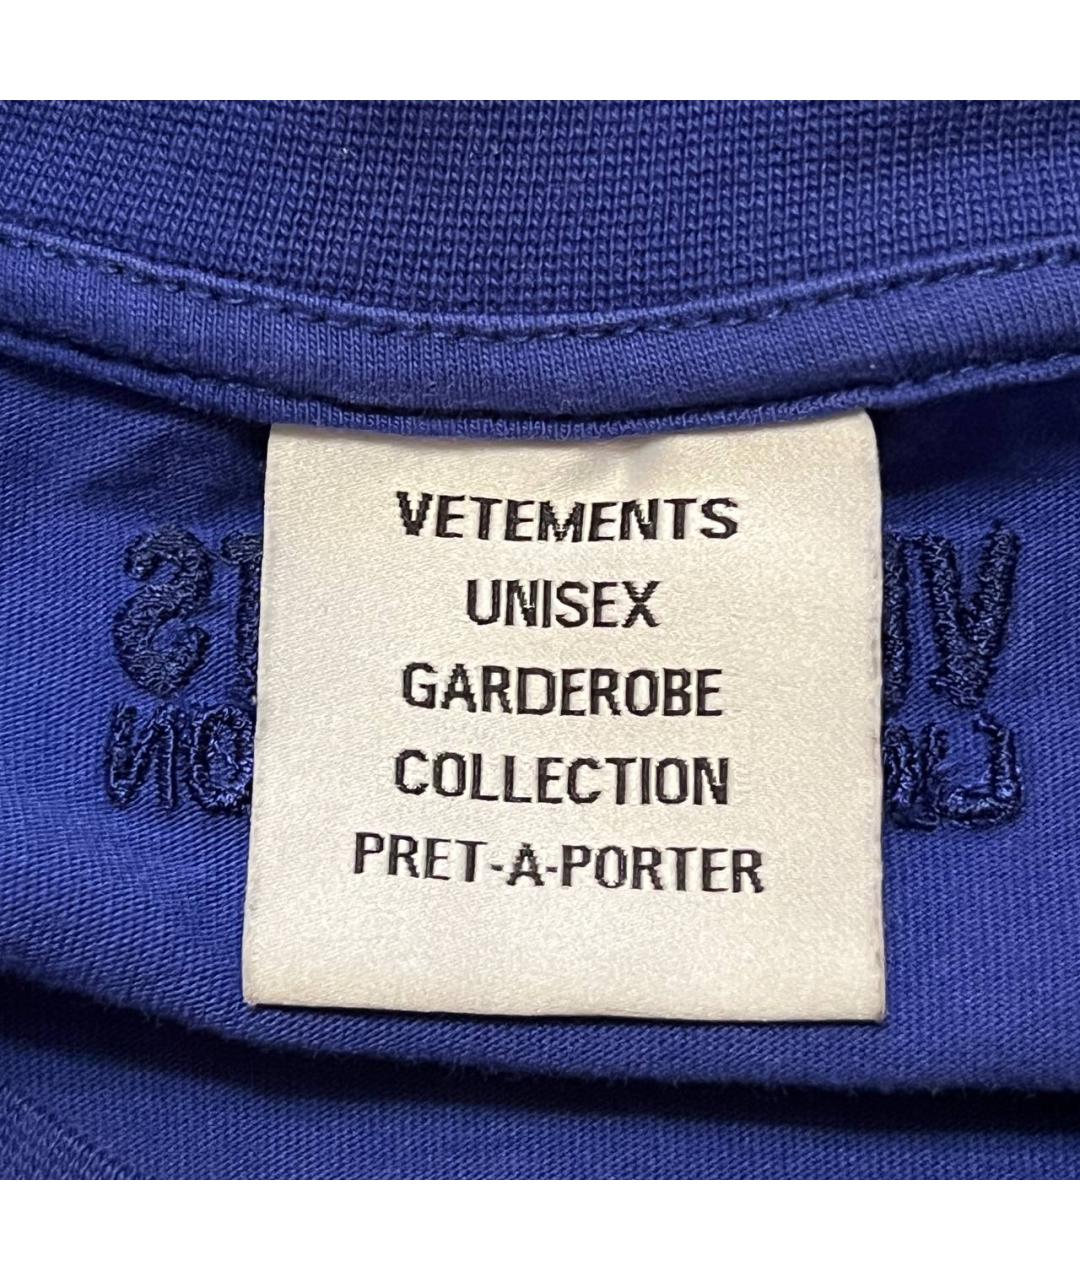 VETEMENTS
UNISEX
GARDEROBE
COLLECTION
PRET-A-PORTER